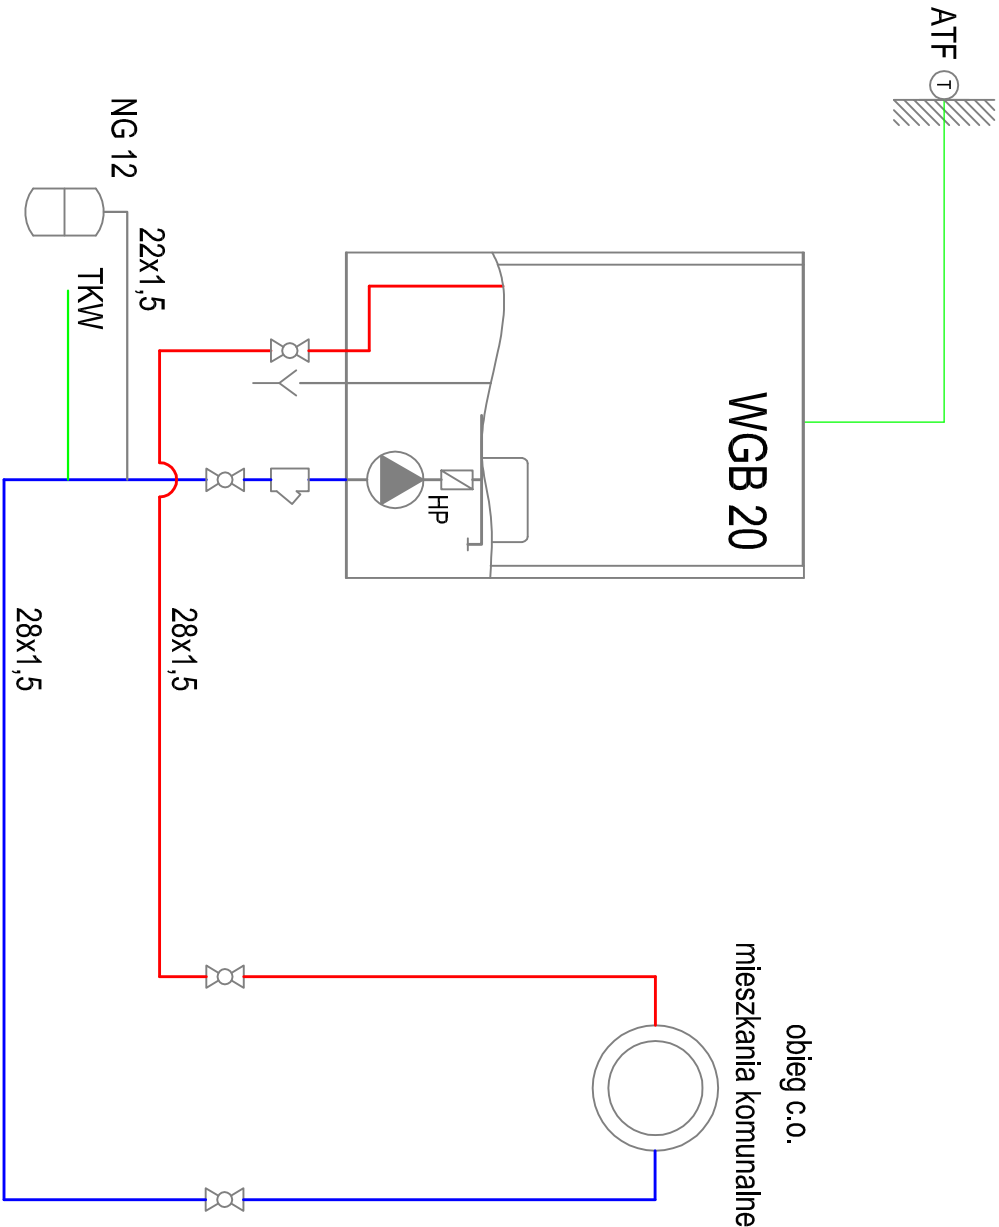 ATF
T
WGB 20
HP
NG 12
22x1,5
TKW
28x1,5
28x1,5
obieg c.o.
mieszkania komunalne